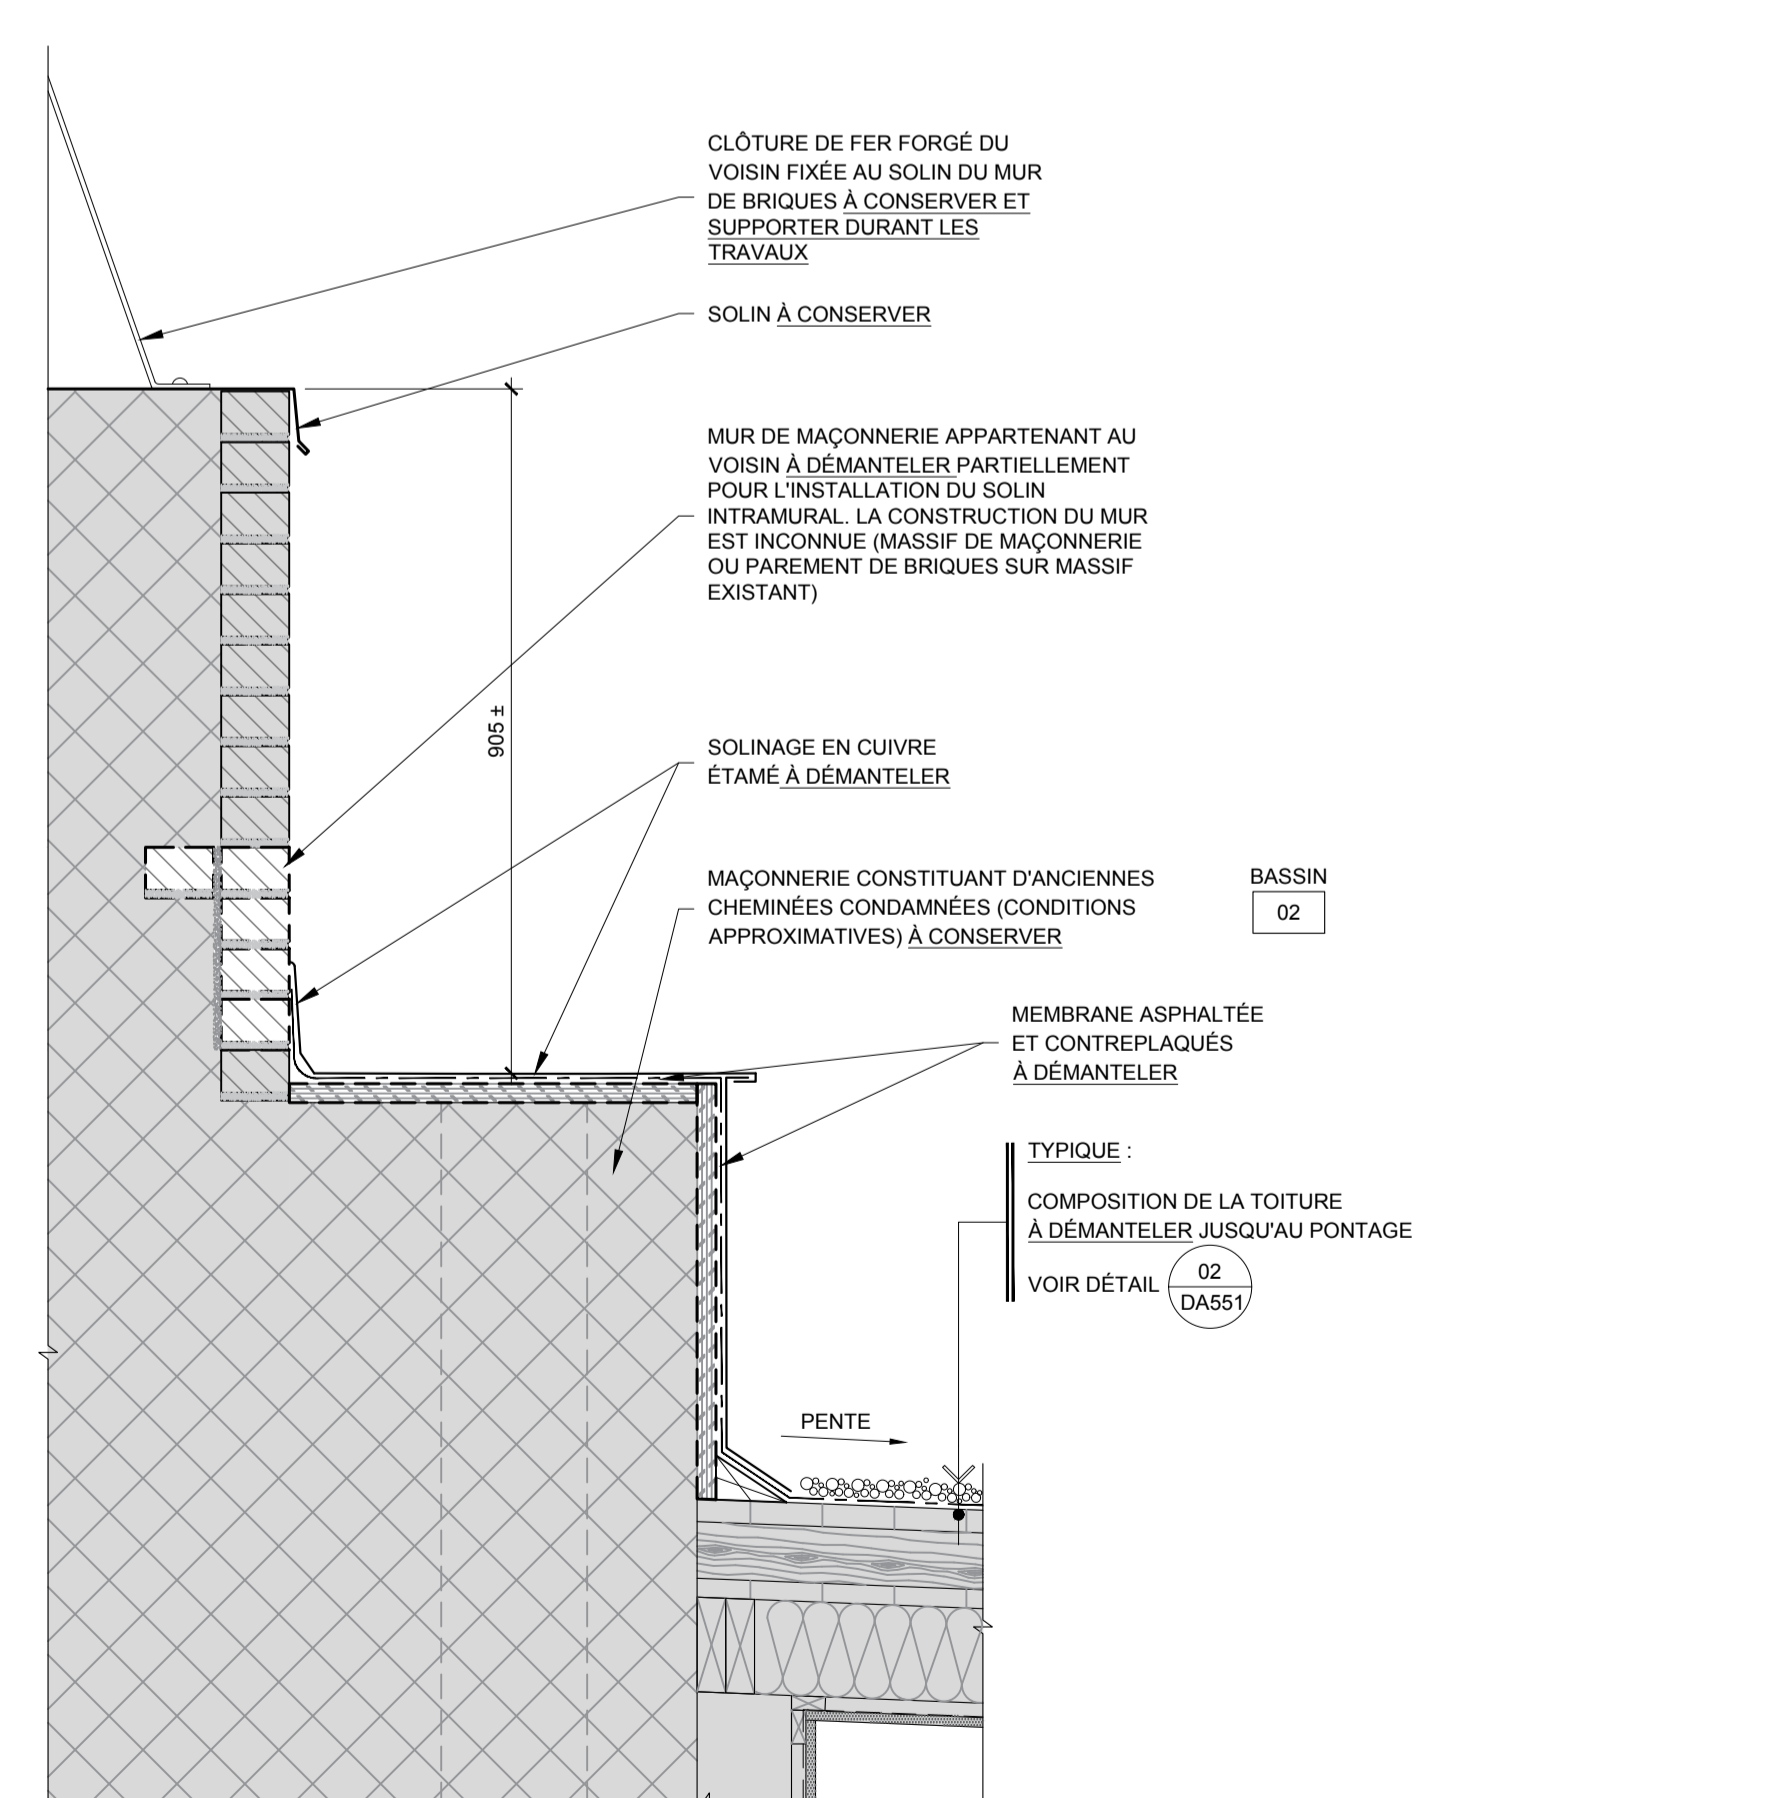 CLÔTURE DE FER FORGÉ DU
VOISIN FIXÉE AU SOLIN DU MUR
DE BRIQUES À CONSERVER ET
SUPPORTER DURANT LES
TRAVAUX
SOLIN À CONSERVER
MUR DE MAÇONNERIE APPARTENANT AU
VOISIN À DÉMANTELER PARTIELLEMENT
POUR L'INSTALLATION DU SOLIN
INTRAMURAL. LA CONSTRUCTION DU MUR
EST INCONNUE (MASSIF DE MAÇONNERIE
OU PAREMENT DE BRIQUES SUR MASSIF
EXISTANT)
905 ±
SOLINAGE EN CUIVRE
ÉTAMÉ À DÉMANTELER
MAÇONNERIE CONSTITUANT D'ANCIENNES
CHEMINÉES CONDAMNÉES (CONDITIONS
APPROXIMATIVES) À CONSERVER
BASSIN
02
MEMBRANE ASPHALTÉE
ET CONTREPLAQUÉS
À DÉMANTELER
TYPIQUE :
COMPOSITION DE LA TOITURE
À DÉMANTELER JUSQU'AU PONTAGE
VOIR DÉTAIL
02
DA551
PENTE